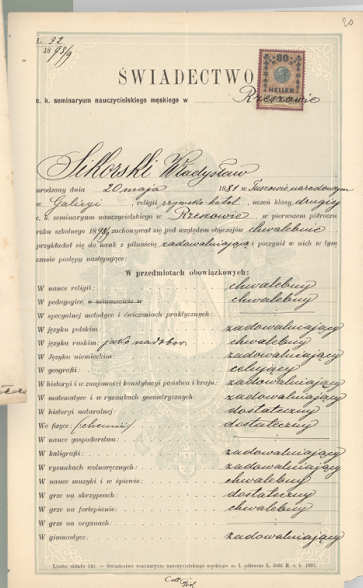 20
L. 92
1898/9
ŚWIADECTWO
30
HELLER
c. k. seminaryum nauczycielskiego męskiego w Rzeszowie
Sikorski Władysław
urodzony dnia 20 maja 1881 w Tuszowie narodowym
w Galicyi religii rzymsko katol. uczeń klasy drugiej
c. k. seminaryum nauczycielskiego w Rzeszowie, w pierwszem półroczu
roku szkolnego 1898/9 zachowywał się pod względem obyczajów chwalebnie
przykładał się do nauk z pilnością zadowalniającą i poczynił w nich w tym
czasie postępy następujące:
W przedmiotach obowiązkowych:
W nauce religii: chwalebny
W pedagogice, chwalebny
W specyalnej metodyce i ćwiczeniach praktycznych:
W języku polskim zadowalniający
W języku ruskim: jako nadobow. chwalebny
W Języku niemieckim: zadowalniający
W geografii: celujący
W historyi i w znajomości konstytucyi państwa i kraju: zadowalniający
W matematyce i w rysunkach geometrycznych: zadowalniający
W historyi naturalnej: dostateczny
We fizyce (chemii): dostateczny
W nauce gospodarstwa:
W kaligrafii: zadowalniający
W rysunkach wolnoręcznych: zadowalniający
W nauce muzyki i w śpiewie: chwalebny
W grze na skrzypcach: dostateczny
W grze na fortepianie: chwalebny
W grze na organach:
W gimnastyce: zadowalniający